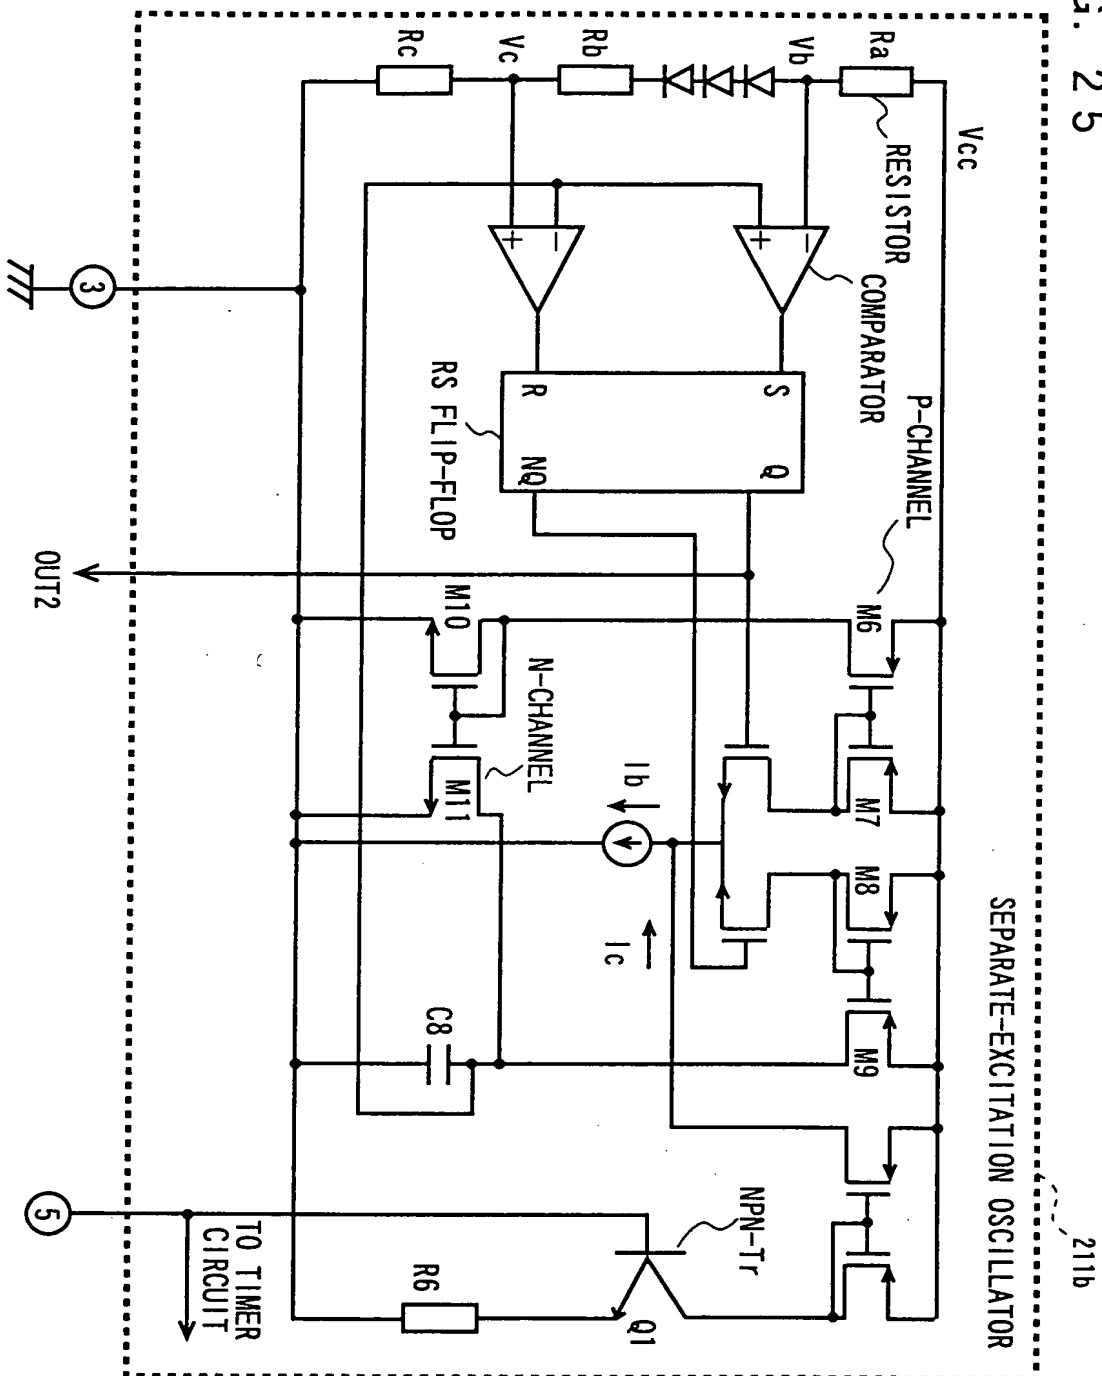 G. 25
211b
SEPARATE-EXCITATION OSCILLATOR
Vcc
Ra
RESISTOR
Vb
COMPARATOR
Rb
Vc
Rc
-
+
-
+
S
Q
R
NQ
RS FLIP-FLOP
P-CHANNEL
M6
M7
M8
M9
M10
M11
N-CHANNEL
Ib
Ic
C8
NPN-Tr
Q1
R6
3
OUT2
5
TO TIMER
CIRCUIT